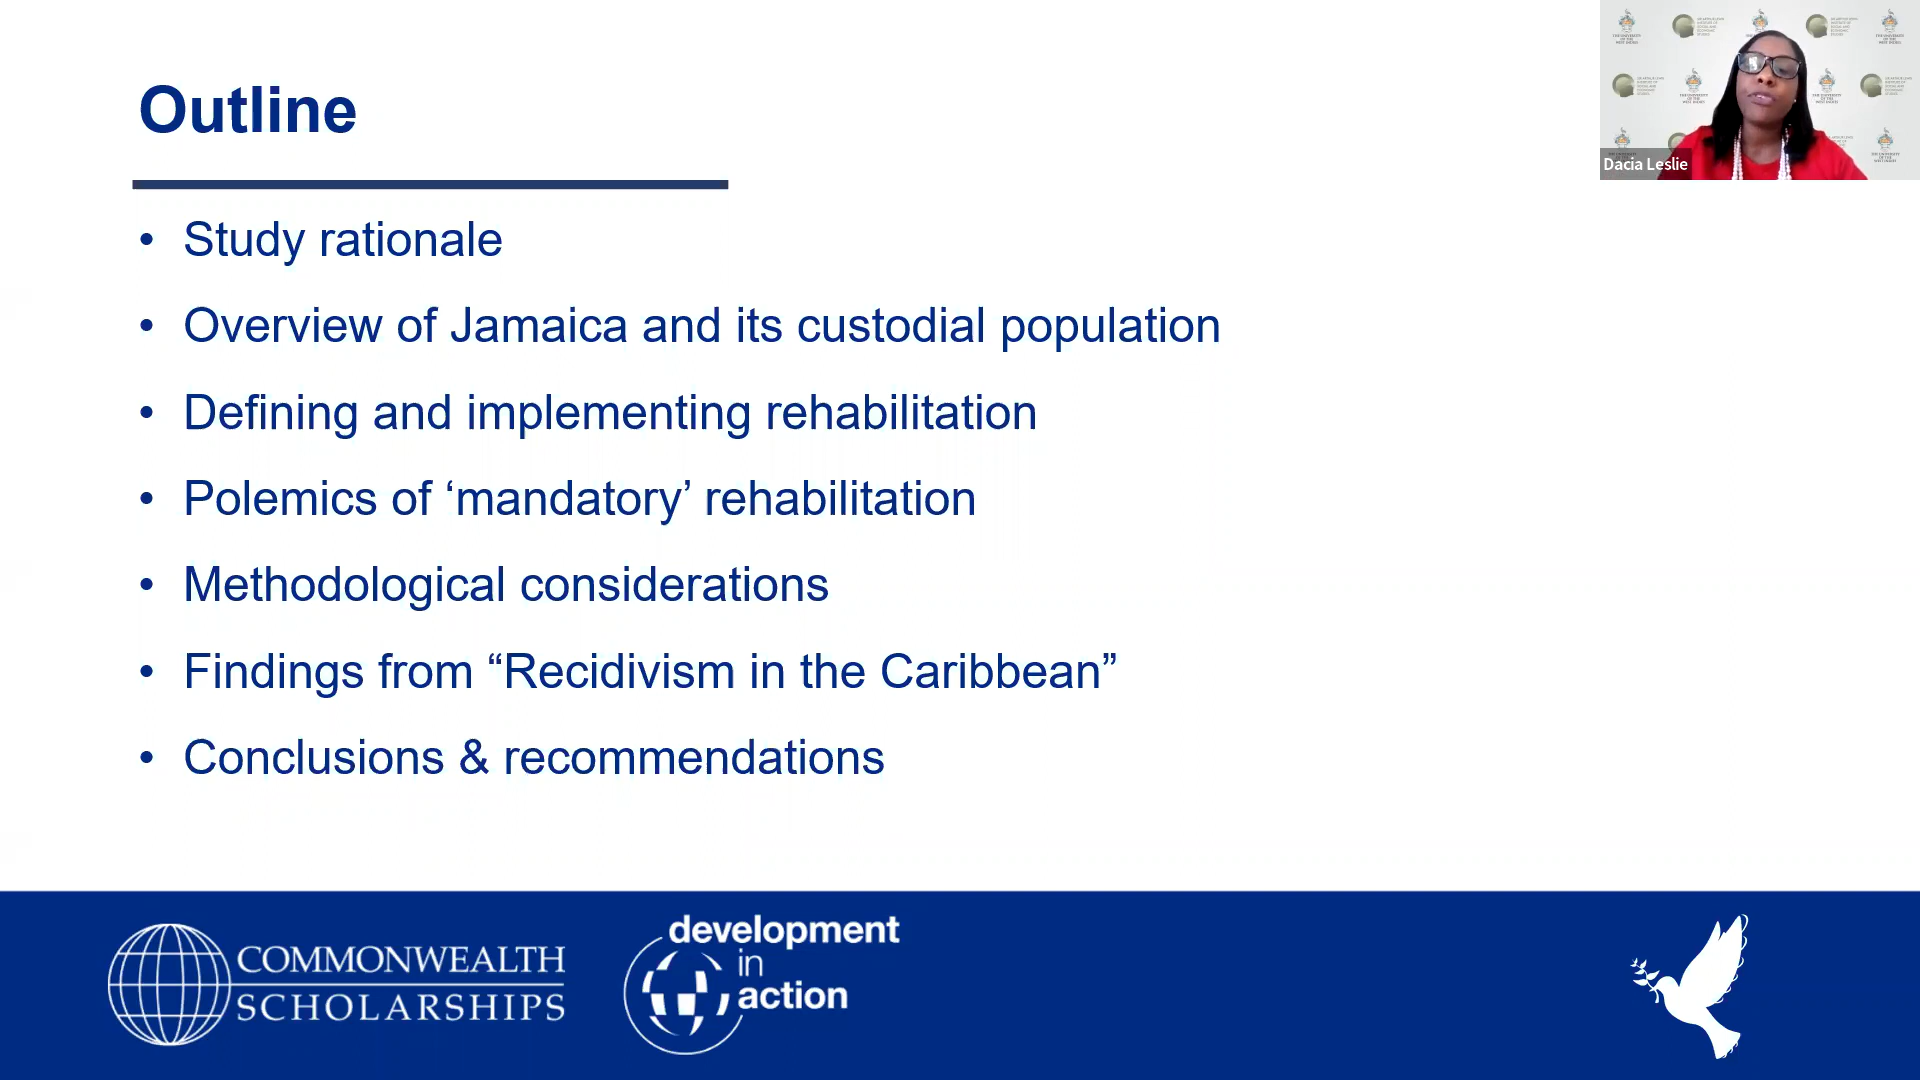 Outline
• Study rationale
• Overview of Jamaica and its custodial population
• Defining and implementing rehabilitation
• Polemics of ‘mandatory’ rehabilitation
• Methodological considerations
• Findings from “Recidivism in the Caribbean”
• Conclusions & recommendations
Dacia Leslie
COMMONWEALTH
SCHOLARSHIPS
development
in
action